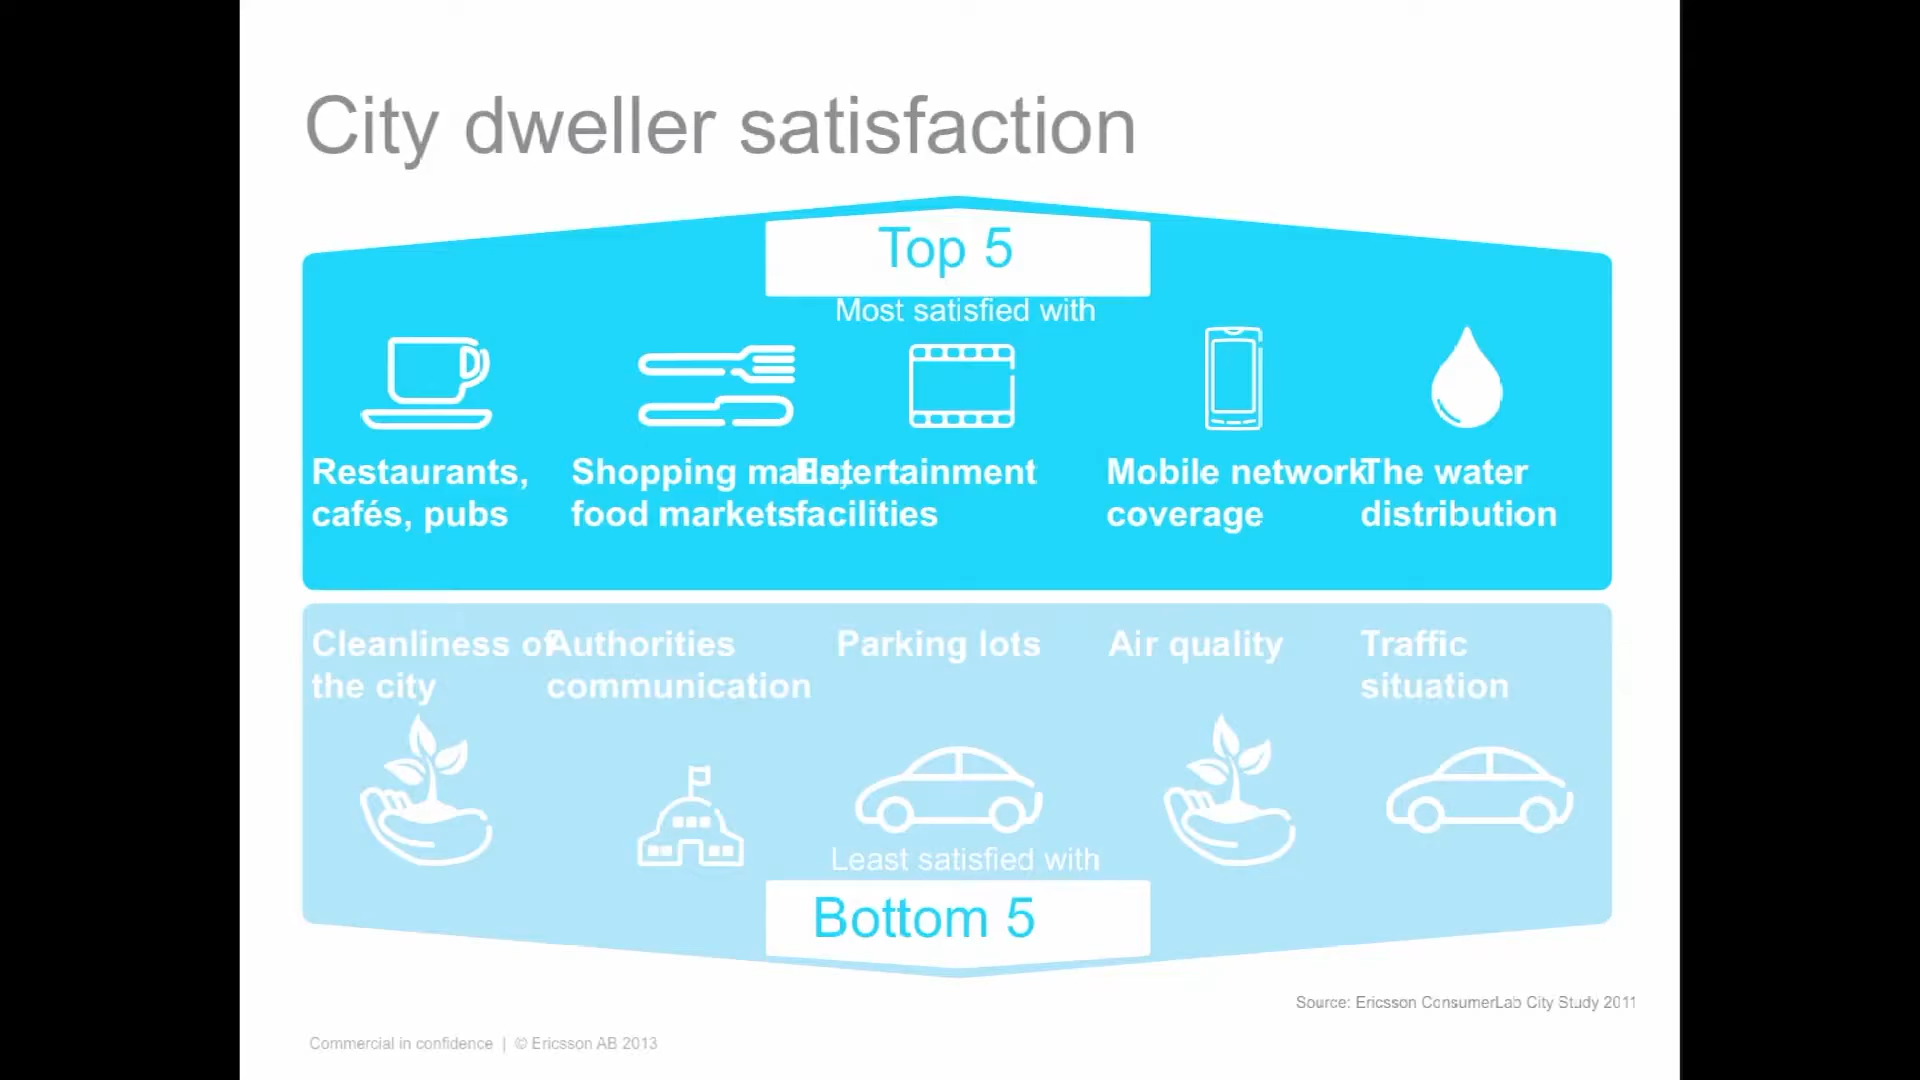 City dweller satisfaction
Top 5
Most satisfied with
Restaurants,
cafés, pubs
Shopping malls,
food markets
Entertainment
facilities
Mobile network
coverage
The water
distribution
Cleanliness of
the city
Authorities
communication
Parking lots
Air quality
Traffic
situation
Least satisfied with
Bottom 5
Source: Ericsson ConsumerLab City Study 2011
Commercial in confidence | © Ericsson AB 2013